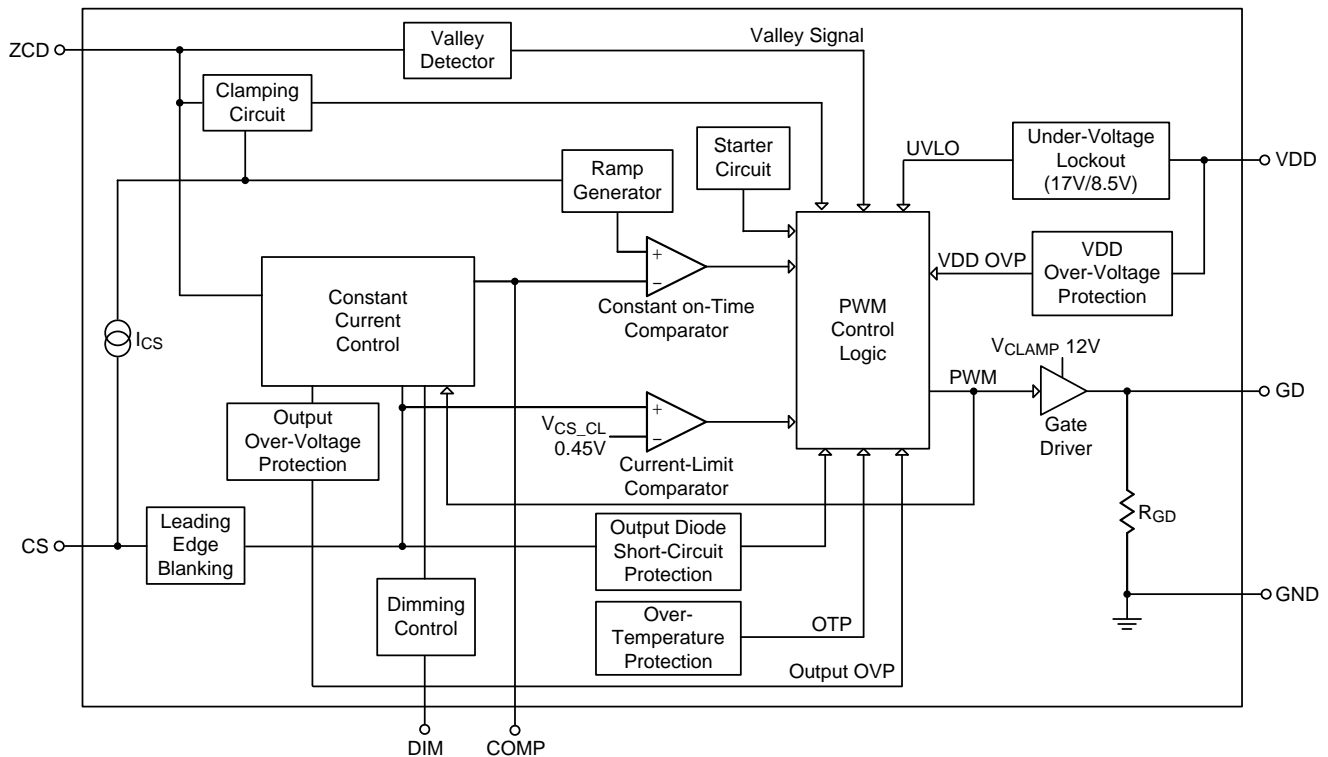 ZCD
Valley
Detector
Valley Signal
Clamping
Circuit
Starter
Circuit
UVLO
Under-Voltage
Lockout
(17V/8.5V)
VDD
Ramp
Generator
VDD OVP
VDD
Over-Voltage
Protection
Constant
Current
Control
+
−
Constant on-Time
Comparator
PWM
Control
Logic
ICS
VCLAMP 12V
PWM
GD
Gate
Driver
Output
Over-Voltage
Protection
VCS_CL
0.45V
+
−
Current-Limit
Comparator
RGD
CS
Leading
Edge
Blanking
Output Diode
Short-Circuit
Protection
GND
Dimming
Control
Over-
Temperature
Protection
OTP
Output OVP
DIM
COMP